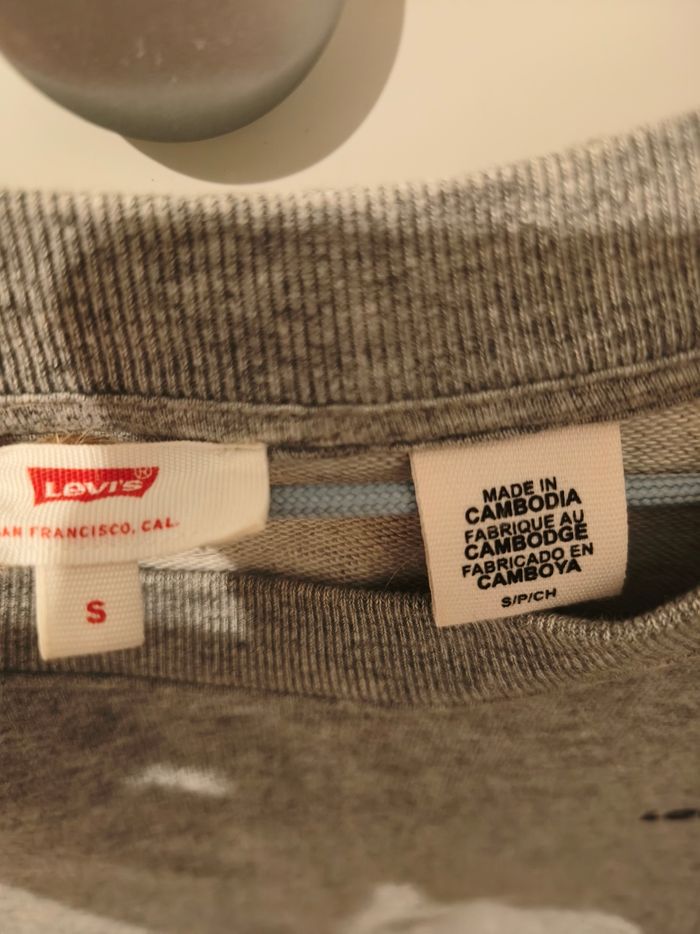 Levi's®
AN FRANCISCO, CAL.
S
MADE IN
CAMBODIA
FABRIQUE AU
CAMBODGE
FABRICADO EN
CAMBOYA
S/P/CH